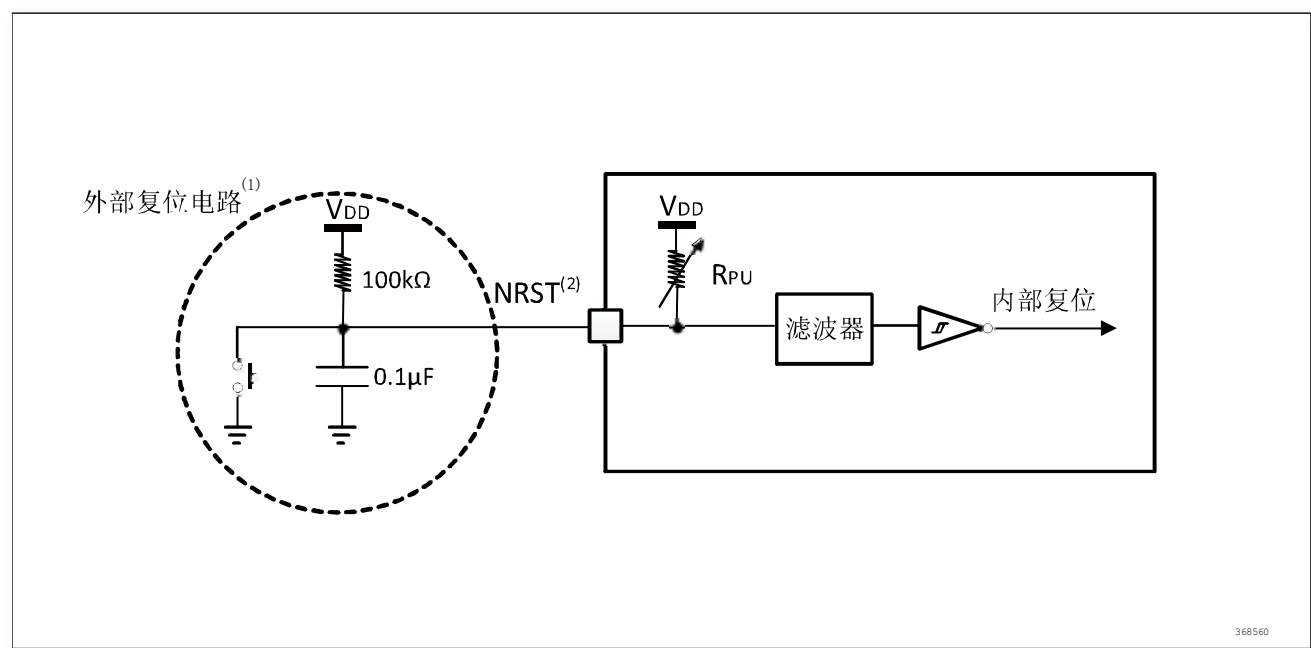 外部复位电路(1)
VDD
100kΩ
0.1μF
NRST(2)
VDD
RPU
滤波器
内部复位
368560